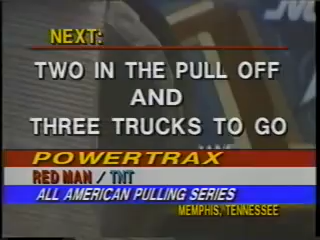 NEXT:
TWO IN THE PULL OFF
AND
THREE TRUCKS TO GO
POWERTRAX
RED MAN / TNT
ALL AMERICAN PULLING SERIES
MEMPHIS, TENNESSEE